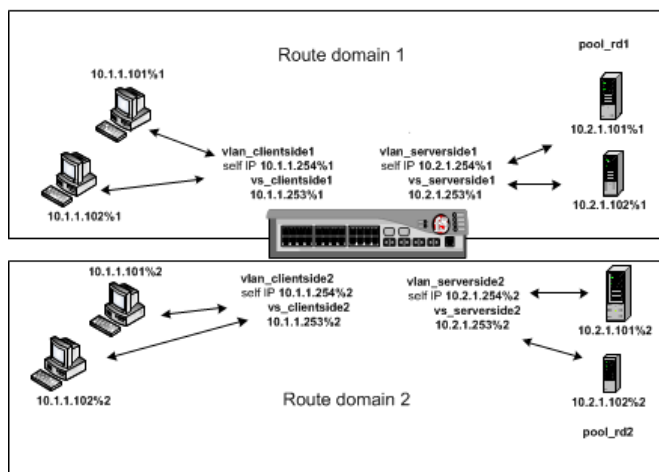 Route domain 1
pool_rd1
10.1.1.101%1
10.1.1.102%1
vlan_clientside1
self IP 10.1.1.254%1
vs_clientside1
10.1.1.253%1
vlan_serverside1
self IP 10.2.1.254%1
vs_serverside1
10.2.1.253%1
10.2.1.101%1
10.2.1.102%1
10.1.1.101%2
10.1.1.102%2
vlan_clientside2
self IP 10.1.1.254%2
vs_clientside2
10.1.1.253%2
vlan_serverside2
self IP 10.2.1.254%2
vs_serverside2
10.2.1.253%2
10.2.1.101%2
10.2.1.102%2
Route domain 2
pool_rd2